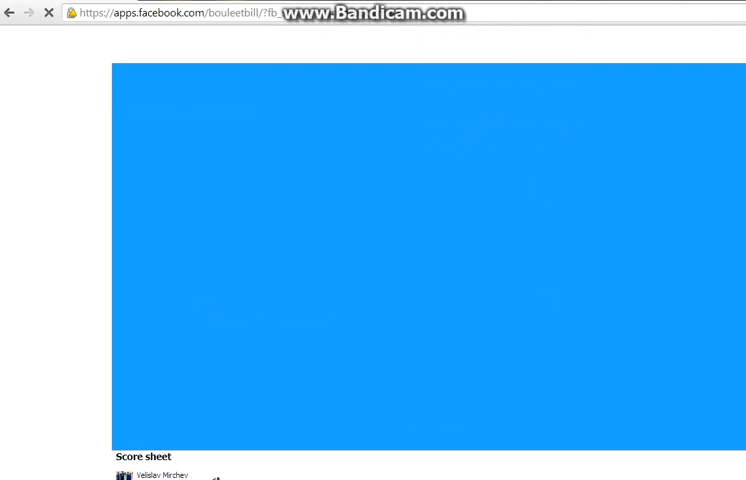 https://apps.facebook.com/bouleetbill/?fb_
www.Bandicam.com
Score sheet
Velislav Mirchev